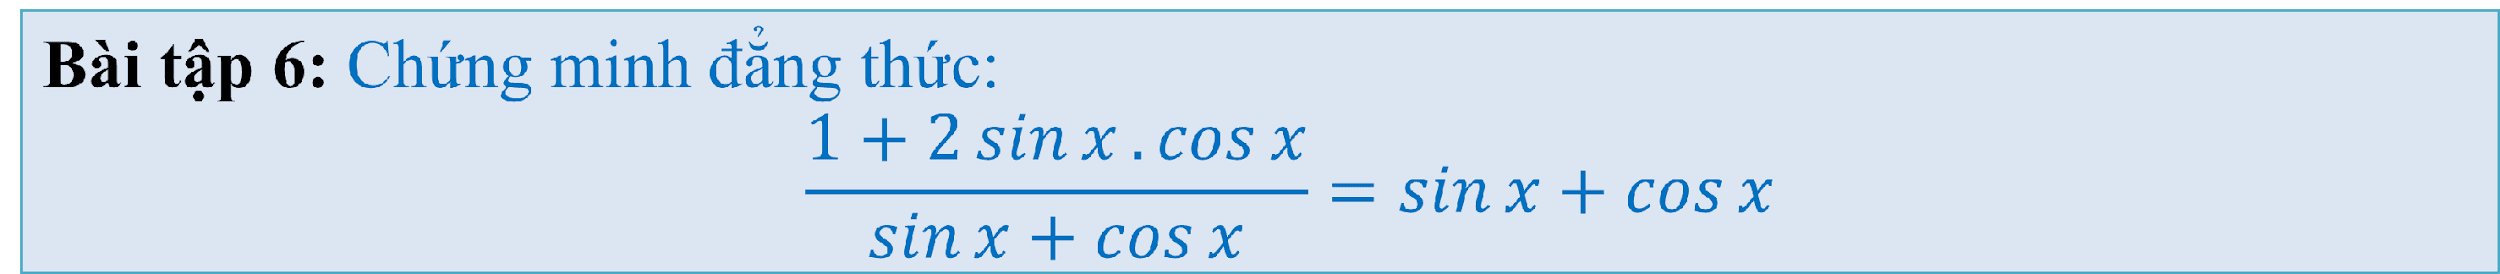 Bài tập 6: Chứng minh đẳng thức:
1 + 2 sin x . cos x
= sin x + cos x
sin x + cos x